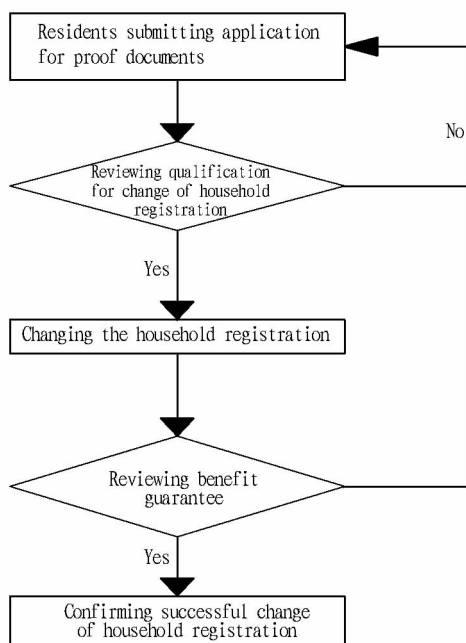 Residents submitting application
for proof documents
No
Reviewing qualification
for change of household
registration
Yes
Changing the household registration
Reviewing benefit
guarantee
Yes
Confirming successful change
of household registration